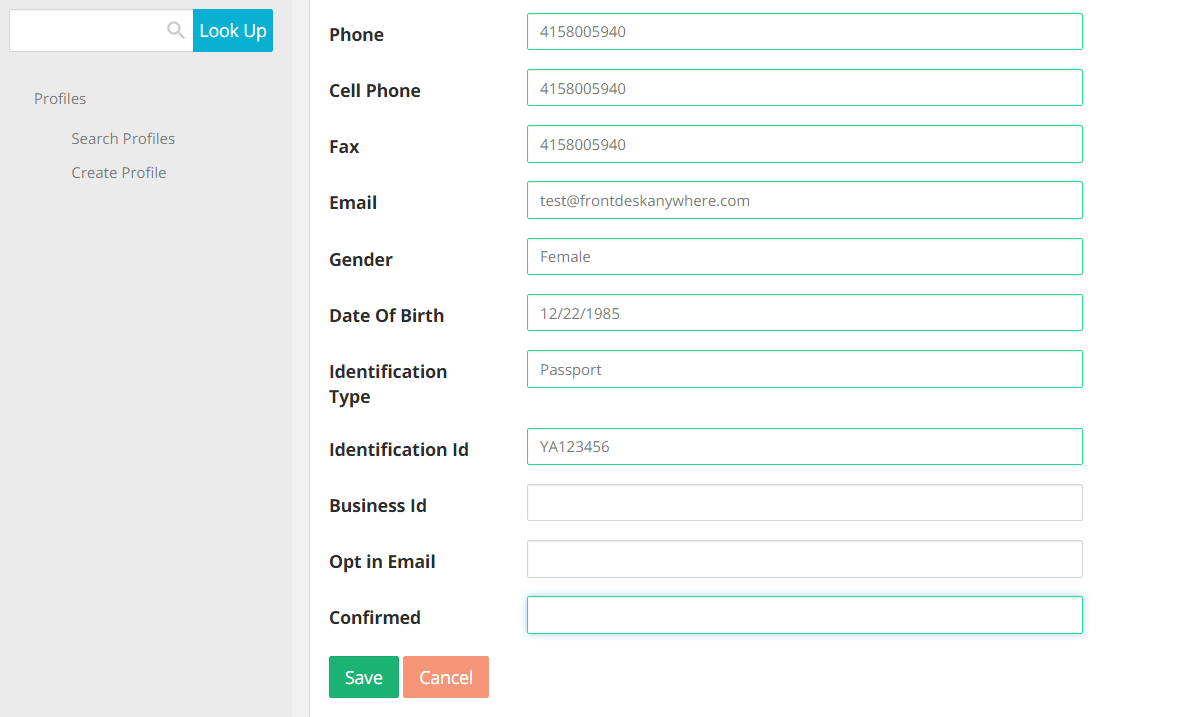 Look Up
Profiles
Search Profiles
Create Profile
Phone 4158005940
Cell Phone 4158005940
Fax 4158005940
Email test@frontdeskanywhere.com
Gender Female
Date Of Birth 12/22/1985
Identification Type Passport
Identification Id YA123456
Business Id
Opt in Email
Confirmed
Save Cancel